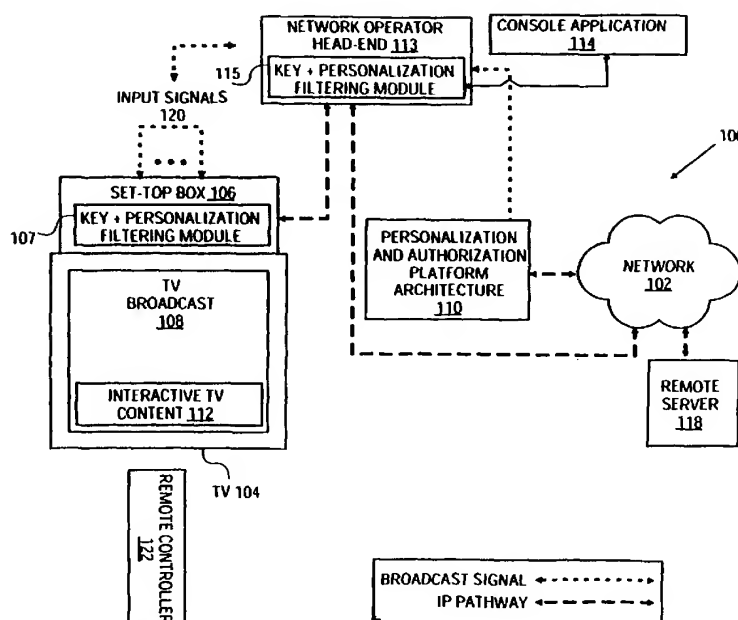 NETWORK OPERATOR
HEAD-END 113
CONSOLE APPLICATION
114
115
KEY + PERSONALIZATION
FILTERING MODULE
INPUT SIGNALS
120
SET-TOP BOX 106
107
KEY + PERSONALIZATION
FILTERING MODULE
PERSONALIZATION
AND AUTHORIZATION
PLATFORM
ARCHITECTURE
110
NETWORK
102
TV
BROADCAST
108
INTERACTIVE TV
CONTENT 112
REMOTE
SERVER
118
TV 104
REMOTE CONTROLLER
122
BROADCAST SIGNAL
IP PATHWAY